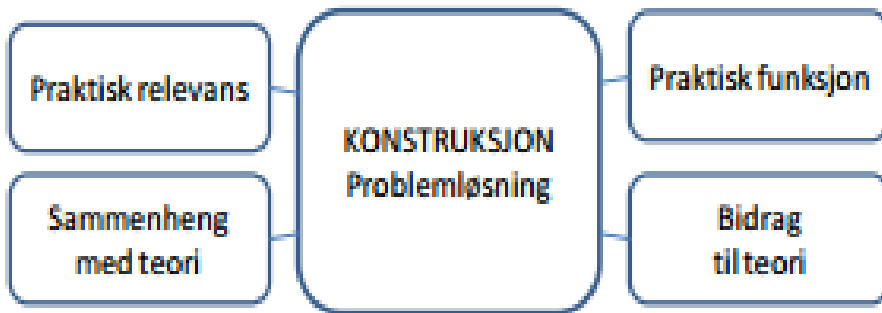 Praktisk relevans
Sammenheng
med teori
KONSTRUKSJON
Problemløsning
Praktisk funksjon
Bidrag
til teori